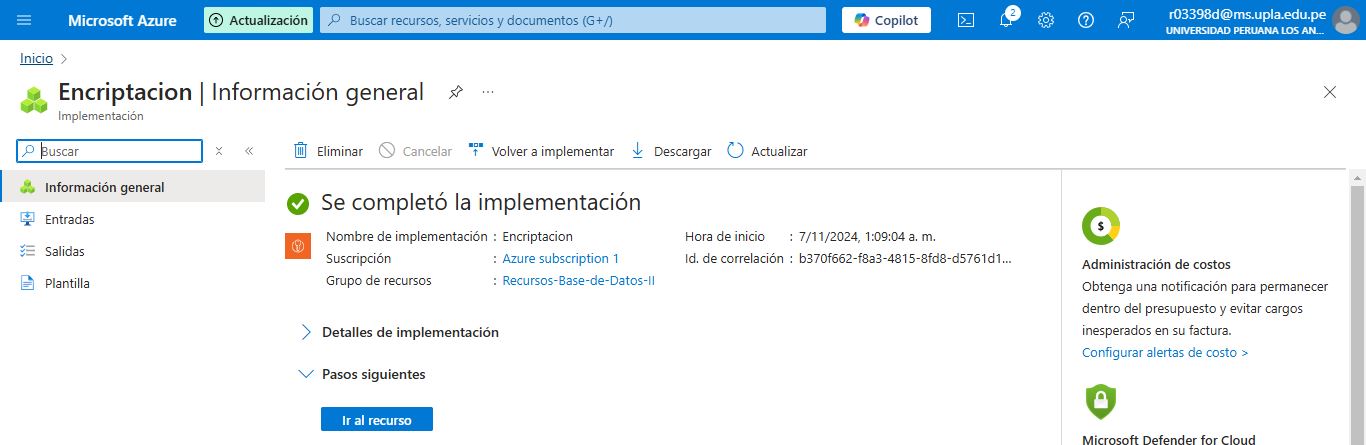 Microsoft Azure
Actualización
Buscar recursos, servicios y documentos (G+/)
Copilot
2
r03398d@ms.upla.edu.pe
UNIVERSIDAD PERUANA LOS AN...
Inicio
Encriptacion | Información general
Implementación
Buscar
Eliminar
Cancelar
Volver a implementar
Descargar
Actualizar
Información general
Entradas
Salidas
Plantilla
Se completó la implementación
Nombre de implementación : Encriptacion
Suscripción : Azure subscription 1
Grupo de recursos : Recursos-Base-de-Datos-II
Hora de inicio : 7/11/2024, 1:09:04 a. m.
Id. de correlación : b370f662-f8a3-4815-8fd8-d5761d1...
Detalles de implementación
Pasos siguientes
Ir al recurso
$
Administración de costos
Obtenga una notificación para permanecer
dentro del presupuesto y evitar cargos
inesperados en su factura.
Configurar alertas de costo >
Microsoft Defender for Cloud